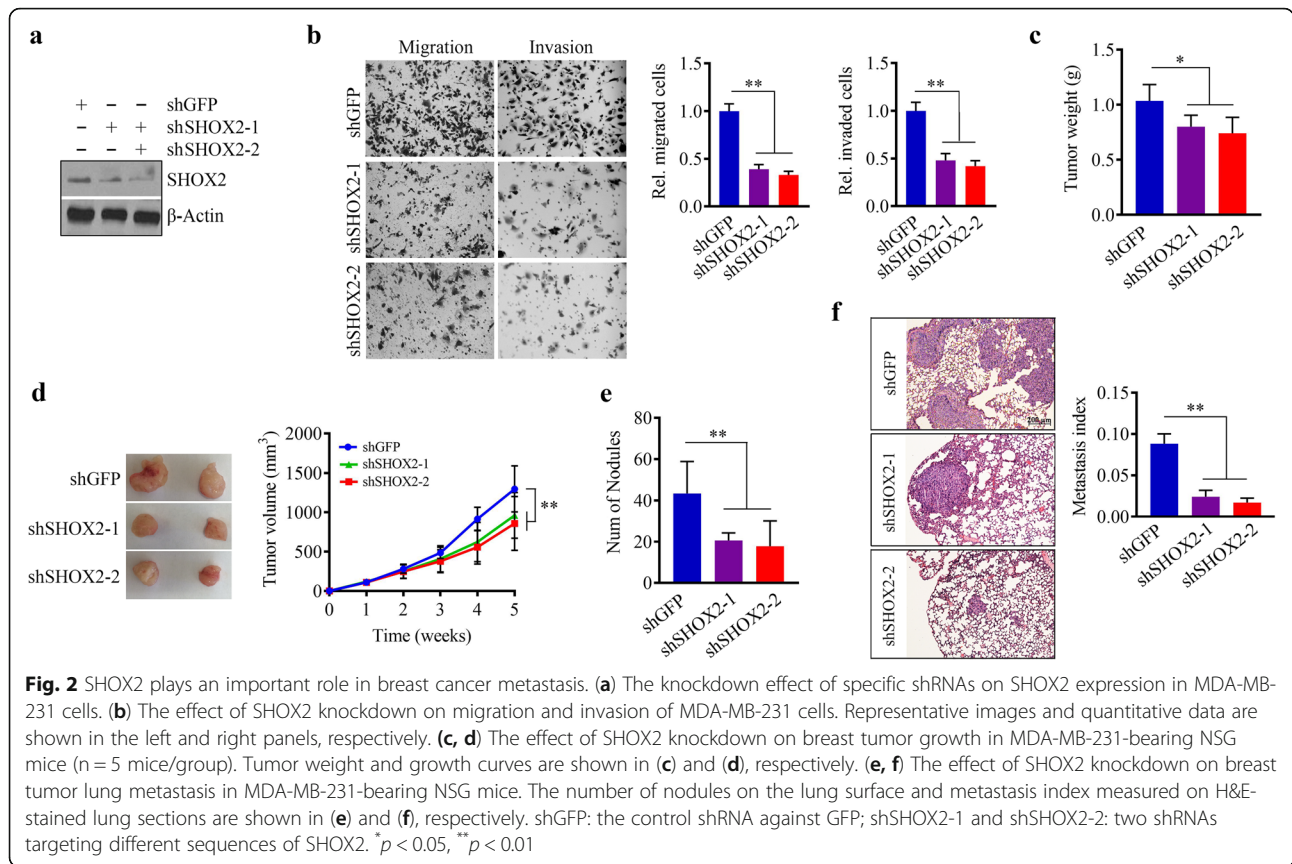 a
+ − − shGFP
− + + shSHOX2-1
− − + shSHOX2-2
SHOX2
β-Actin
b
Migration Invasion
shGFP
shSHOX2-1
shSHOX2-2
Rel. migrated cells
1.5
1.0
0.5
0.0
**
shGFP
shSHOX2-1
shSHOX2-2
Rel. invaded cells
1.5
1.0
0.5
0.0
**
shGFP
shSHOX2-1
shSHOX2-2
c
Tumor weight (g)
1.5
1.0
0.5
0.0
*
shGFP
shSHOX2-1
shSHOX2-2
d
shGFP
shSHOX2-1
shSHOX2-2
Tumor volume (mm³)
2000
1500
1000
500
0
shGFP
shSHOX2-1
shSHOX2-2
**
0 1 2 3 4 5
Time (weeks)
e
Num of Nodules
80
60
40
20
0
**
shGFP
shSHOX2-1
shSHOX2-2
f
shGFP
200 μm
shSHOX2-1
shSHOX2-2
Metastasis index
0.15
0.10
0.05
0.00
**
shGFP
shSHOX2-1
shSHOX2-2
Fig. 2 SHOX2 plays an important role in breast cancer metastasis. (a) The knockdown effect of specific shRNAs on SHOX2 expression in MDA-MB-
231 cells. (b) The effect of SHOX2 knockdown on migration and invasion of MDA-MB-231 cells. Representative images and quantitative data are
shown in the left and right panels, respectively. (c, d) The effect of SHOX2 knockdown on breast tumor growth in MDA-MB-231-bearing NSG
mice (n = 5 mice/group). Tumor weight and growth curves are shown in (c) and (d), respectively. (e, f) The effect of SHOX2 knockdown on breast
tumor lung metastasis in MDA-MB-231-bearing NSG mice. The number of nodules on the lung surface and metastasis index measured on H&E-
stained lung sections are shown in (e) and (f), respectively. shGFP: the control shRNA against GFP; shSHOX2-1 and shSHOX2-2: two shRNAs
targeting different sequences of SHOX2. *p < 0.05, **p < 0.01